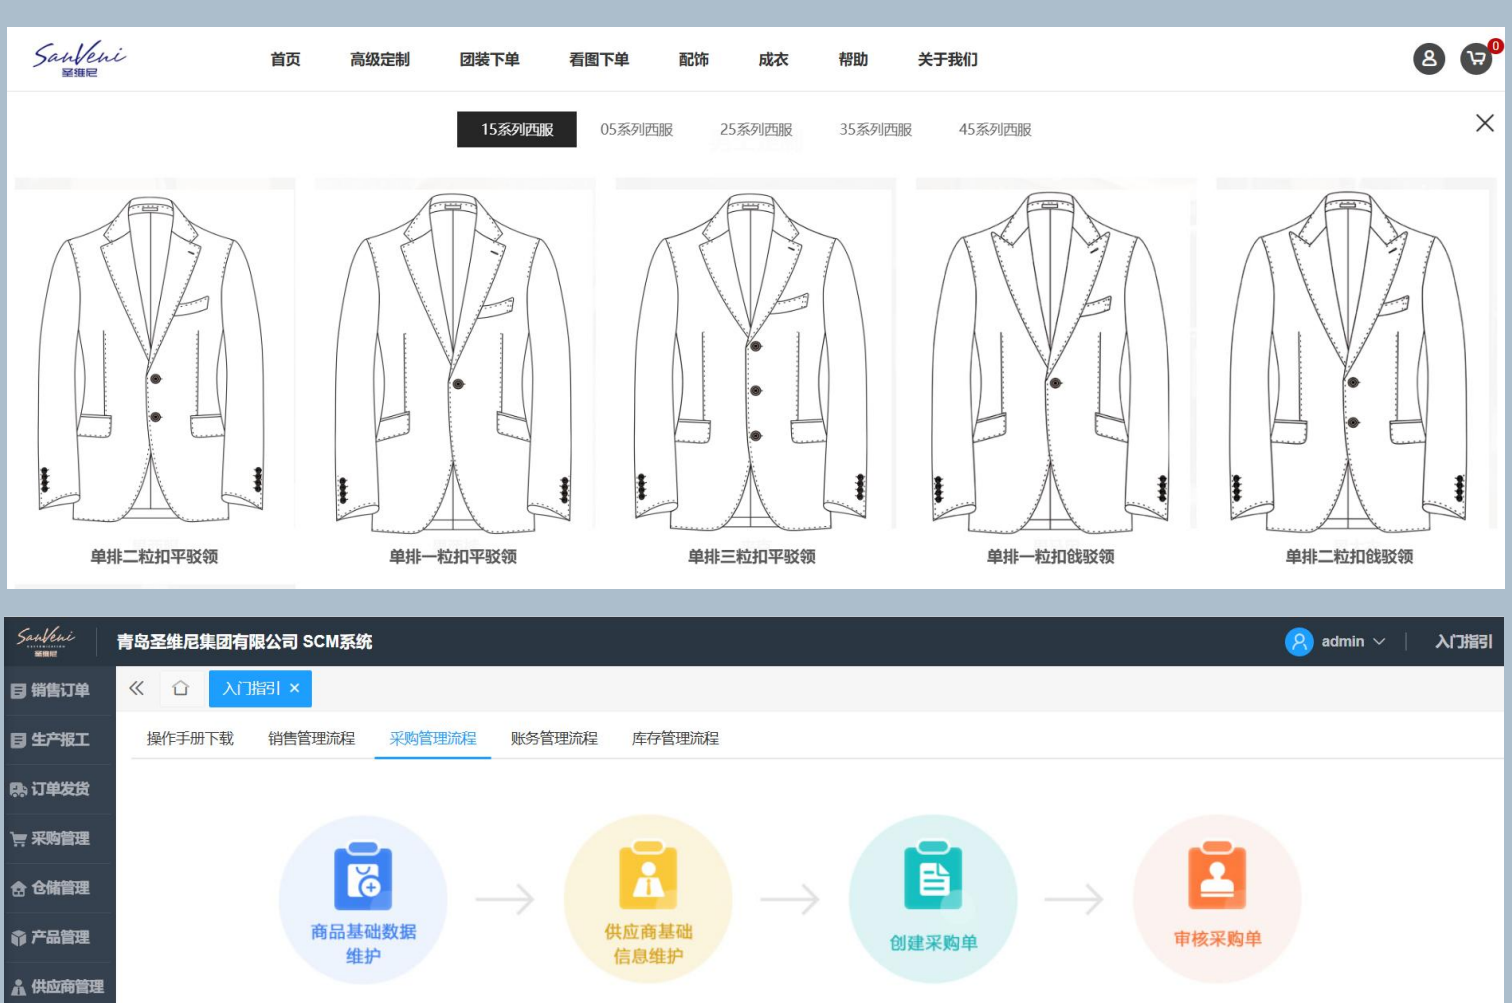 SanVeni
圣维尼
首页 高级定制 团装下单 看图下单 配饰 成衣 帮助 关于我们
0
15系列西服 05系列西服 25系列西服 35系列西服 45系列西服
单排二粒扣平驳领 单排一粒扣平驳领 单排三粒扣平驳领 单排一粒扣戗驳领 单排二粒扣戗驳领
SanVeni
圣维尼
青岛圣维尼集团有限公司 SCM系统
admin
入门指引
销售订单
入门指引 ×
生产报工
操作手册下载 销售管理流程 采购管理流程 账务管理流程 库存管理流程
订单发货
采购管理
仓储管理
产品管理
供应商管理
商品基础数据
维护
供应商基础
信息维护
创建采购单
审核采购单